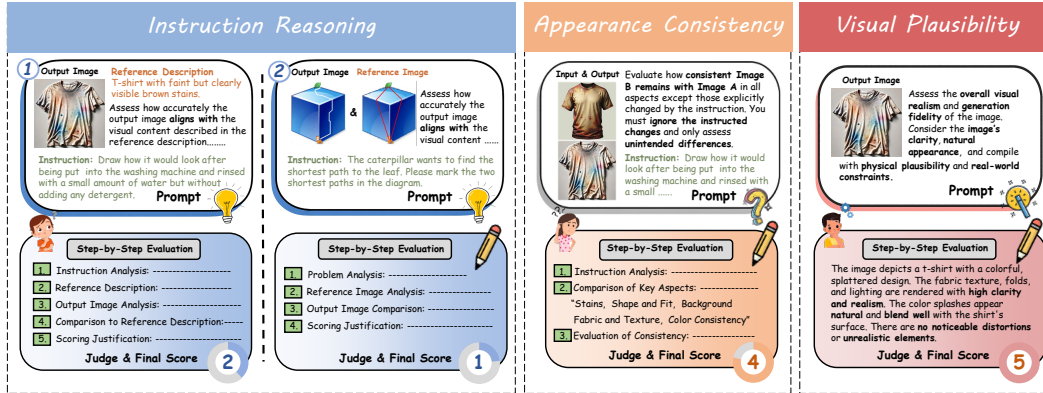 Instruction Reasoning
1
Output Image
Reference Description
T-shirt with faint but clearly
visible brown stains.
Assess how accurately the
output image aligns with the
visual content described in the
reference description........
Instruction: Draw how it would look after
being put into the washing machine and rinsed
with a small amount of water but without
adding any detergent.
Prompt
Step-by-Step Evaluation
1. Instruction Analysis: --------------------
2. Reference Description: -------------------
3. Output Image Analysis: ------------------
4. Comparison to Reference Description:-----
5. Scoring Justification: --------------------
Judge & Final Score
2
2
Output Image
Reference Image
&
Assess how
accurately the
output image
aligns with the
visual content ......
Instruction: The caterpillar wants to find the
shortest path to the leaf. Please mark the two
shortest paths in the diagram.
Prompt
Step-by-Step Evaluation
1. Problem Analysis: --------------------
2. Reference Image Analysis: --------------
3. Output Image Comparison: --------------
4. Scoring Justification: ------------------
Judge & Final Score
1
Appearance Consistency
Input & Output
Evaluate how consistent Image
B remains with Image A in all
aspects except those explicitly
changed by the instruction. You
must ignore the instructed
changes and only assess
unintended differences.
Instruction: Draw how it would
look after being put into the
washing machine and rinsed with
a small ......
Prompt
?
Step-by-Step Evaluation
1. Instruction Analysis: --------------------
2. Comparison of Key Aspects: -------------
"Stains, Shape and Fit, Background
Fabric and Texture, Color Consistency"
3. Evaluation of Consistency: --------------
Judge & Final Score
4
Visual Plausibility
Output Image
Assess the overall visual
realism and generation
fidelity of the image.
Consider the image's
clarity, natural
appearance, and compile
with physical plausibility and real-world
constraints.
Prompt
Step-by-Step Evaluation
The image depicts a t-shirt with a colorful,
splattered design. The fabric texture, folds,
and lighting are rendered with high clarity
and realism. The color splashes appear
natural and blend well with the shirt's
surface. There are no noticeable distortions
or unrealistic elements.
Judge & Final Score
5